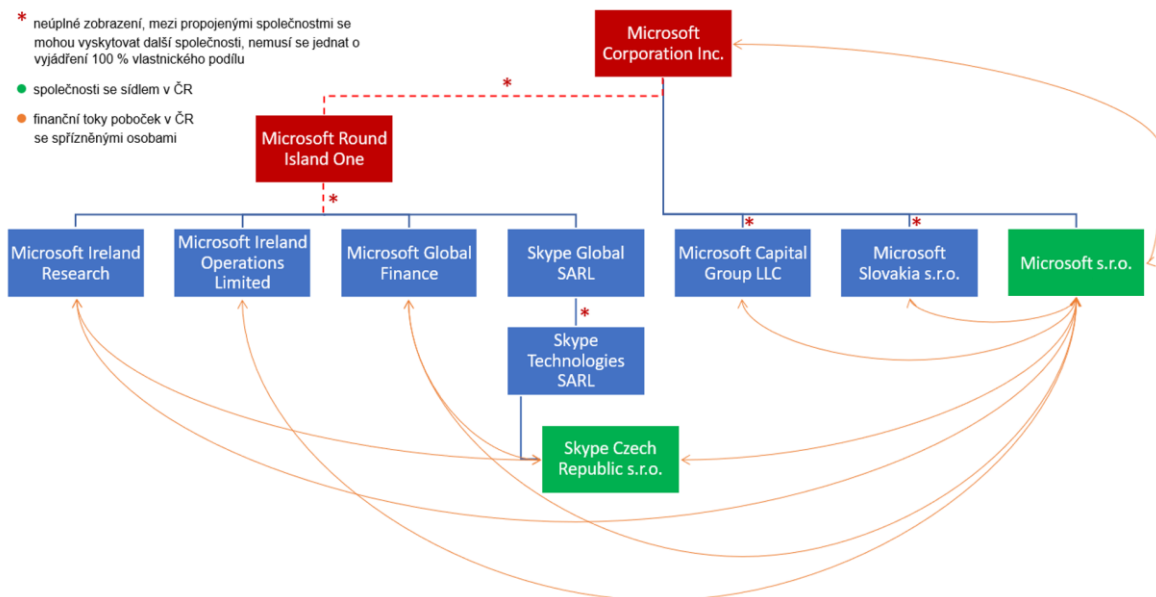 * neúplné zobrazení, mezi propojenými společnostmi se
mohou vyskytovat další společnosti, nemusí se jednat o
vyjádření 100 % vlastnického podílu
společnosti se sídlem v ČR
finanční toky poboček v ČR
se spřízněnými osobami
Microsoft
Corporation Inc.
*
Microsoft Round
Island One
*
Microsoft Ireland
Research
Microsoft Ireland
Operations
Limited
Microsoft Global
Finance
Skype Global
SARL
*
Microsoft Capital
Group LLC
*
Microsoft
Slovakia s.r.o.
Microsoft s.r.o.
*
Skype
Technologies
SARL
Skype Czech
Republic s.r.o.